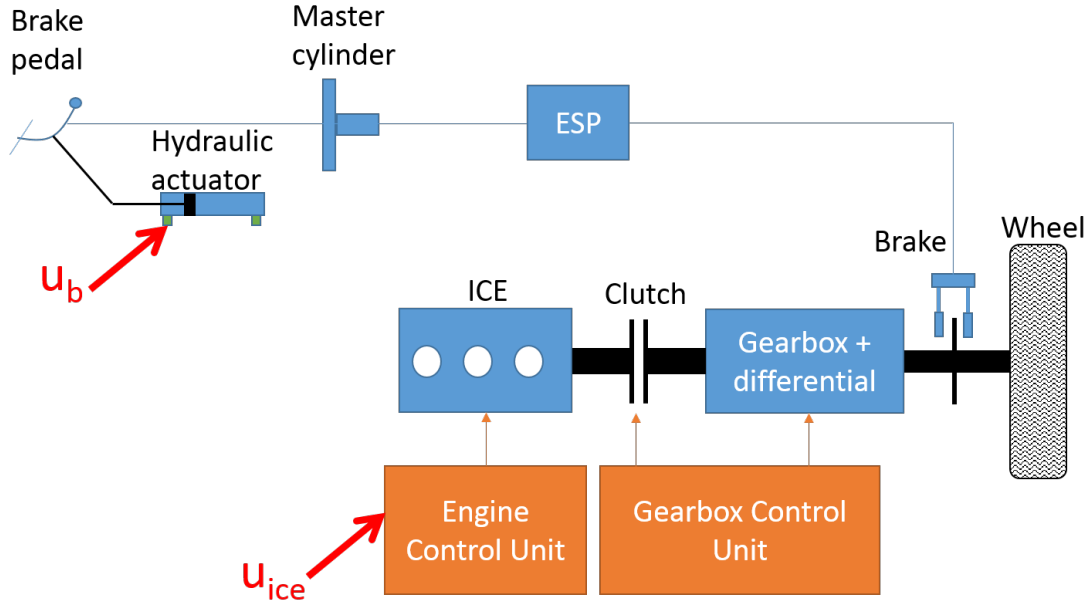 Brake
pedal
Master
cylinder
ESP
Hydraulic
actuator
u_b
Brake
Wheel
ICE
Clutch
Gearbox +
differential
Engine
Control Unit
Gearbox Control
Unit
u_ice